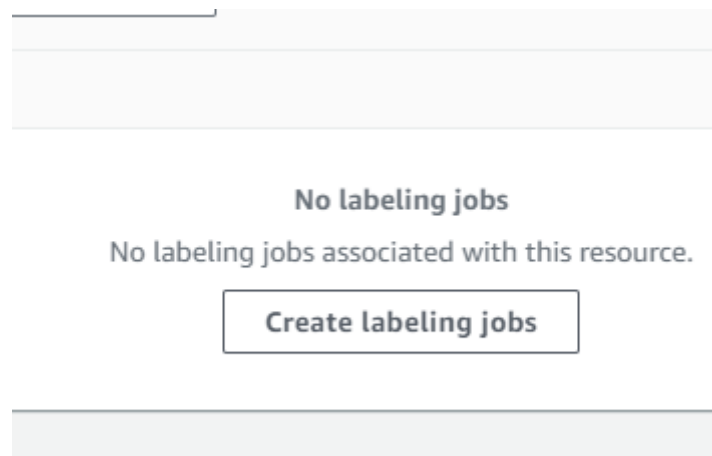 No labeling jobs
No labeling jobs associated with this resource.
Create labeling jobs